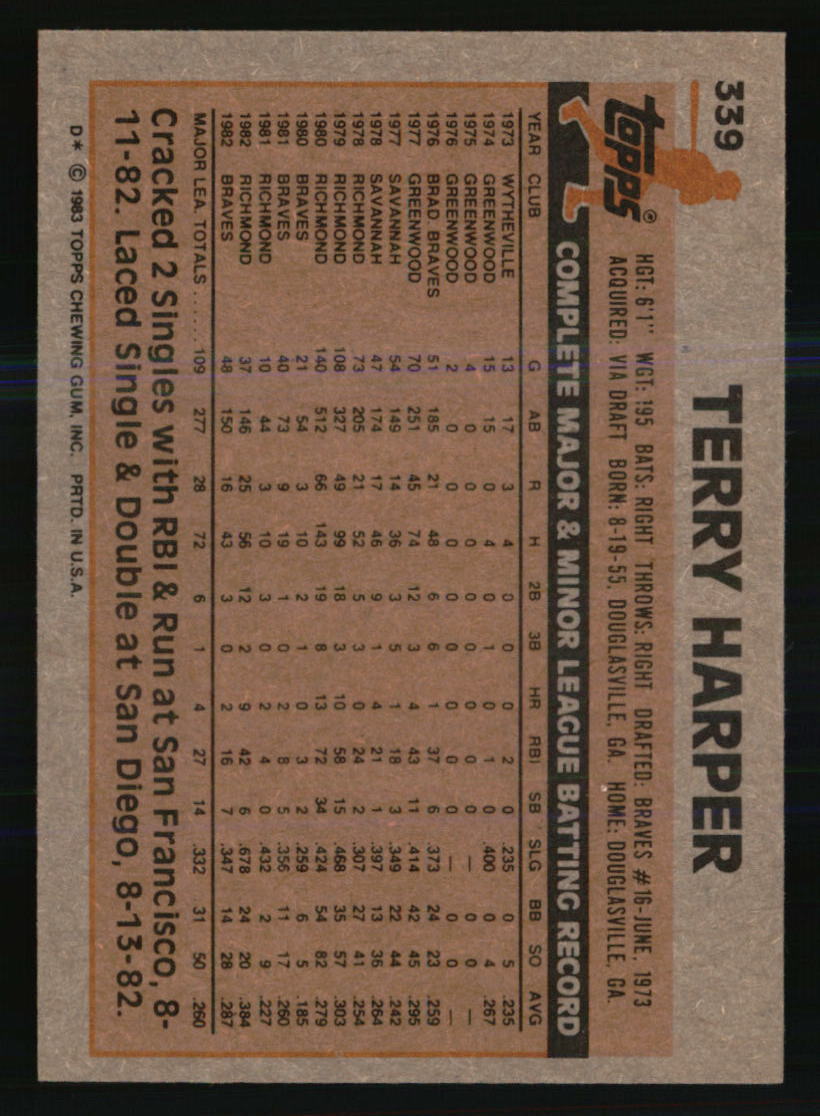 339
TERRY HARPER
Topps®
HGT: 6'1" WGT: 195 BATS: RIGHT THROWS: RIGHT DRAFTED: BRAVES #16-JUNE, 1973
ACQUIRED: VIA DRAFT BORN: 8-19-55, DOUGLASVILLE, GA. HOME: DOUGLASVILLE, GA.
COMPLETE MAJOR & MINOR LEAGUE BATTING RECORD
YEAR CLUB G AB R H 2B 3B HR RBI SB SLG BB SO AVG
1973 WYTHEVILLE 13 17 3 4 0 0 0 2 0 .235 0 5 .235
1974 GREENWOOD 15 15 0 4 0 1 0 1 0 .400 0 4 .267
1975 GREENWOOD 4 0 0 0 0 0 0 0 0 — 0 0 —
1976 GREENWOOD 2 0 0 0 0 0 0 0 0 — 0 0 —
1976 BRAD. BRAVES 51 185 21 48 6 6 1 37 6 .373 24 23 .259
1977 GREENWOOD 70 251 45 74 12 3 4 43 11 .414 42 45 .295
1977 SAVANNAH 54 149 14 36 3 5 1 18 3 .349 22 44 .242
1978 SAVANNAH 47 174 17 46 9 1 4 21 1 .397 13 36 .264
1978 RICHMOND 73 205 21 52 5 3 0 24 2 .307 27 41 .254
1979 RICHMOND 108 327 49 99 18 3 10 58 15 .468 35 57 .303
1980 RICHMOND 140 512 66 143 19 8 13 72 34 .424 54 82 .279
1980 BRAVES 21 54 3 10 2 1 0 3 2 .259 6 5 .185
1981 BRAVES 40 73 9 19 1 0 2 8 5 .356 11 17 .260
1981 RICHMOND 10 44 3 10 3 0 2 4 0 .432 2 9 .227
1982 RICHMOND 37 146 25 56 12 2 9 42 6 .678 24 20 .384
1982 BRAVES 48 150 16 43 3 0 2 16 7 .347 14 28 .287
MAJOR LEA. TOTALS ...... 109 277 28 72 6 1 4 27 14 .332 31 50 .260
Cracked 2 Singles with RBI & Run at San Francisco, 8-
11-82. Laced Single & Double at San Diego, 8-13-82.
D* © 1983 TOPPS CHEWING GUM, INC. PRTD. IN U.S.A.